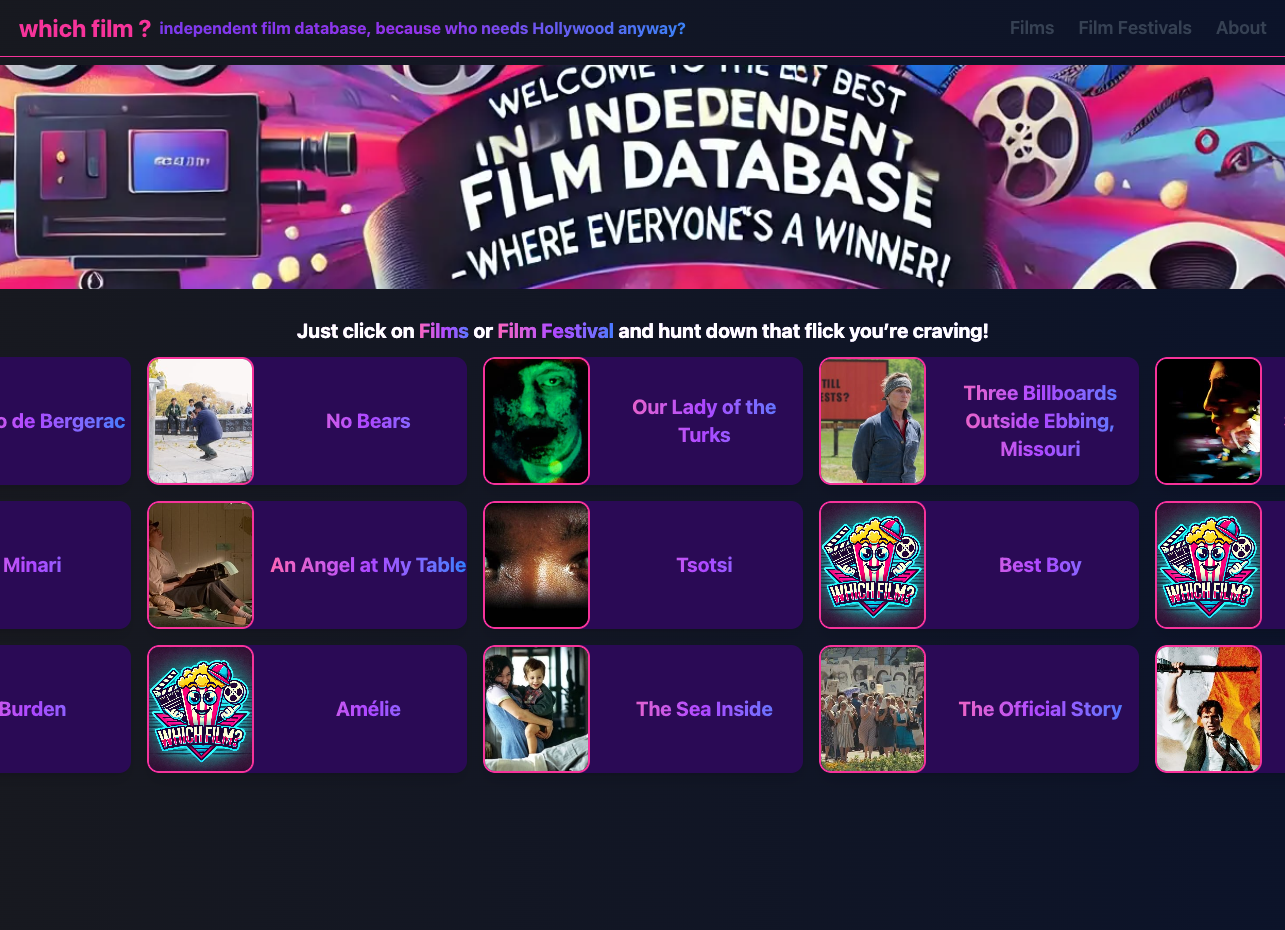 which film ? independent film database, because who needs Hollywood anyway?
Films Film Festivals About
WELCOME TO THE BEST
INDEDENDENT
FILM DATABASE
-WHERE EVERYONE'S A WINNER!
Just click on Films or Film Festival and hunt down that flick you're craving!
de Bergerac
No Bears
Our Lady of the
Turks
Three Billboards
Outside Ebbing,
Missouri
Minari
An Angel at My Table
Tsotsi
WHICH FILM?
Best Boy
WHICH FILM?
Burden
WHICH FILM?
Amélie
The Sea Inside
The Official Story